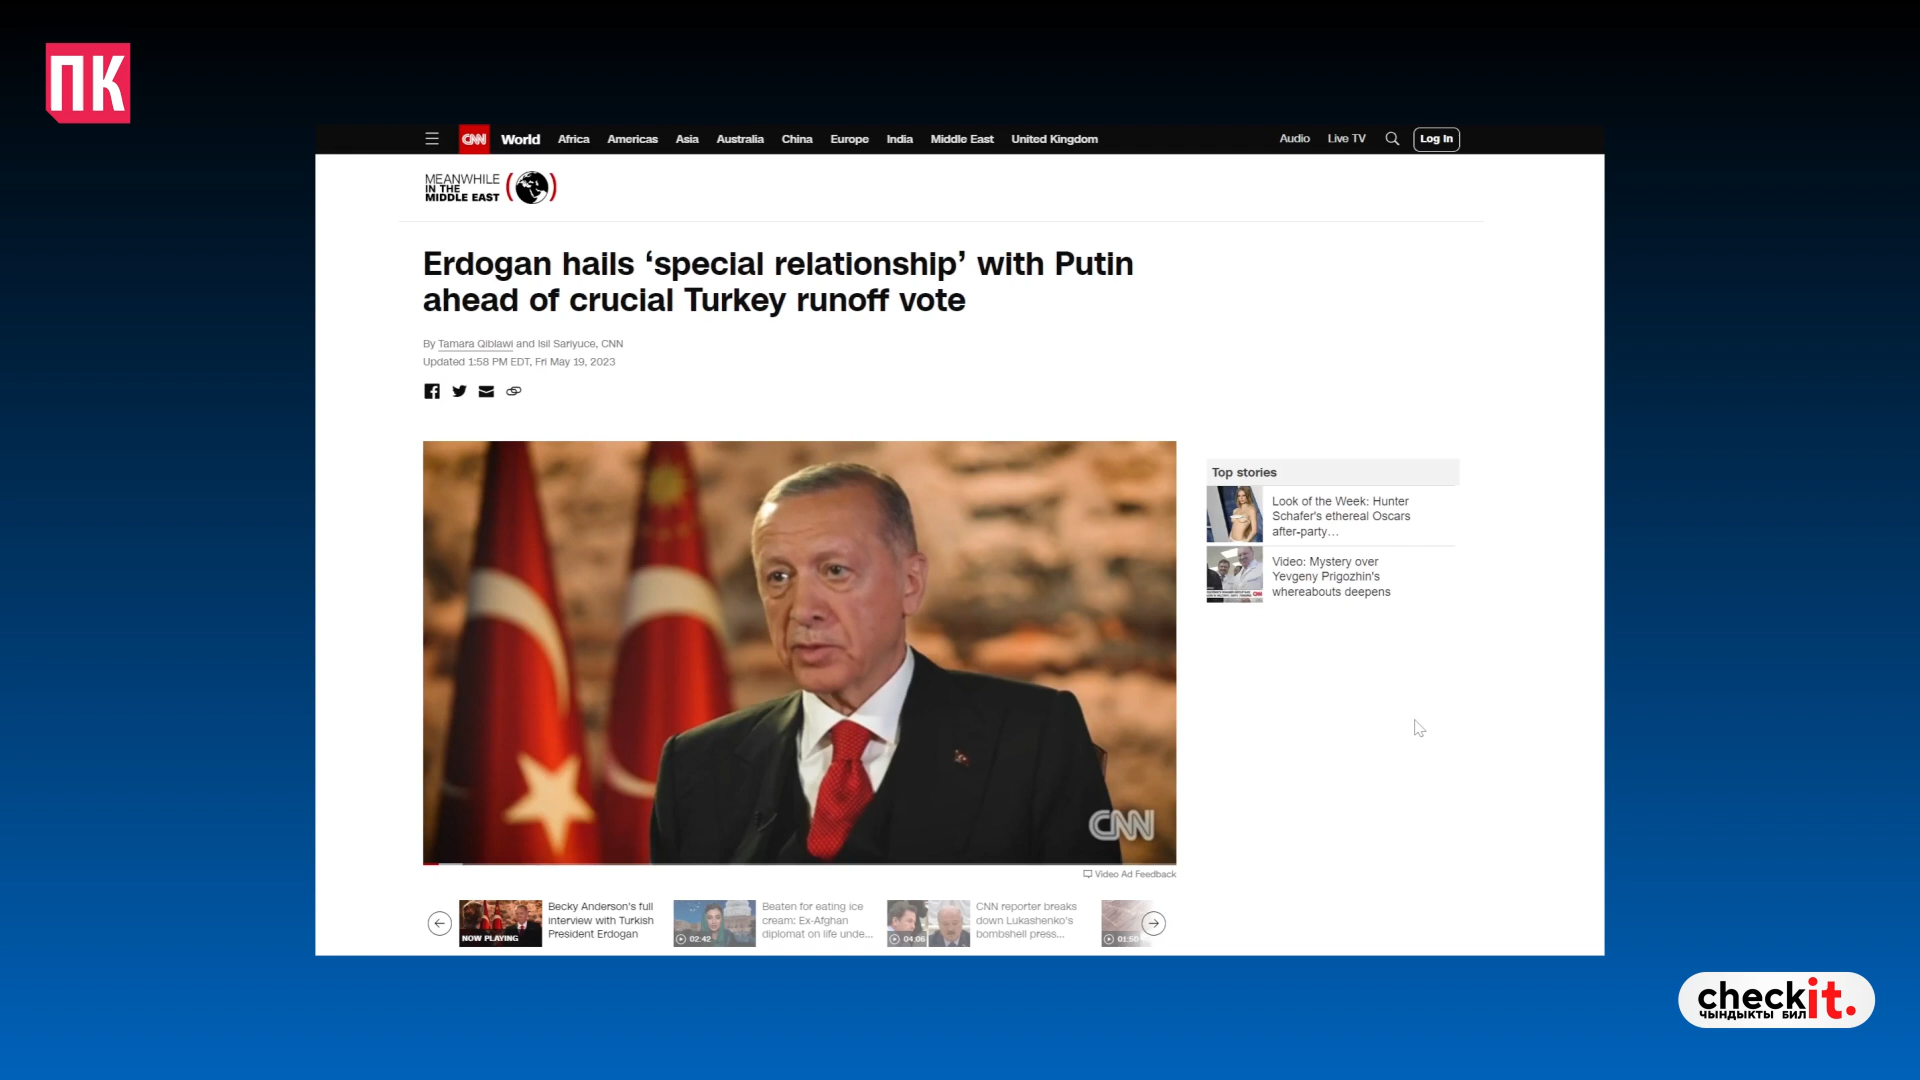 ПК
CNN World Africa Americas Asia Australia China Europe India Middle East United Kingdom Audio Live TV Log In
MEANWHILE
IN THE
MIDDLE EAST
Erdogan hails ‘special relationship’ with Putin
ahead of crucial Turkey runoff vote
By Tamara Qiblawi and Isil Sariyuce, CNN
Updated 1:58 PM EDT, Fri May 19, 2023
Top stories
Look of the Week: Hunter
Schafer's ethereal Oscars
after-party…
Video: Mystery over
Yevgeny Prigozhin's
whereabouts deepens
CNN
Video Ad Feedback
NOW PLAYING
Becky Anderson's full
interview with Turkish
President Erdogan
02:42
Beaten for eating ice
cream: Ex-Afghan
diplomat on life unde...
04:06
CNN reporter breaks
down Lukashenko's
bombshell press...
01:50
checkit.
ЧЫНДЫКТЫ БИЛ